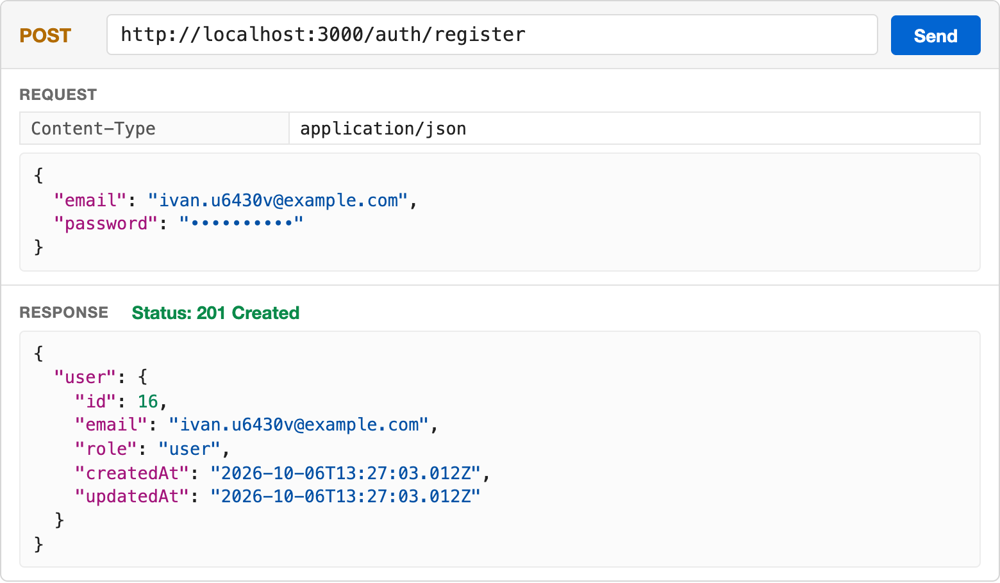 POST http://localhost:3000/auth/register Send
REQUEST
Content-Type application/json
{
  "email": "ivan.u6430v@example.com",
  "password": "••••••••••"
}
RESPONSE Status: 201 Created
{
  "user": {
    "id": 16,
    "email": "ivan.u6430v@example.com",
    "role": "user",
    "createdAt": "2026-10-06T13:27:03.012Z",
    "updatedAt": "2026-10-06T13:27:03.012Z"
  }
}